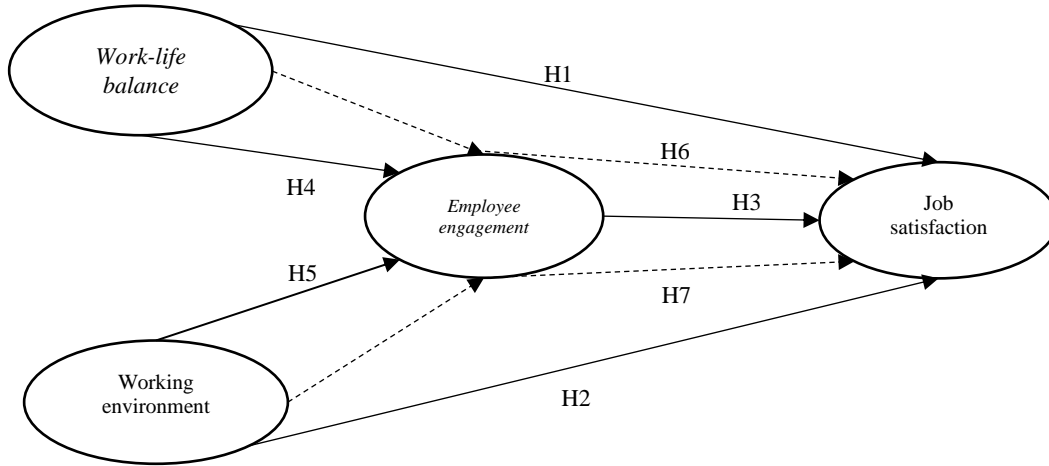 Work-life
balance
H1
H6
H4
Employee
engagement
H3
Job
satisfaction
H5
H7
Working
environment
H2